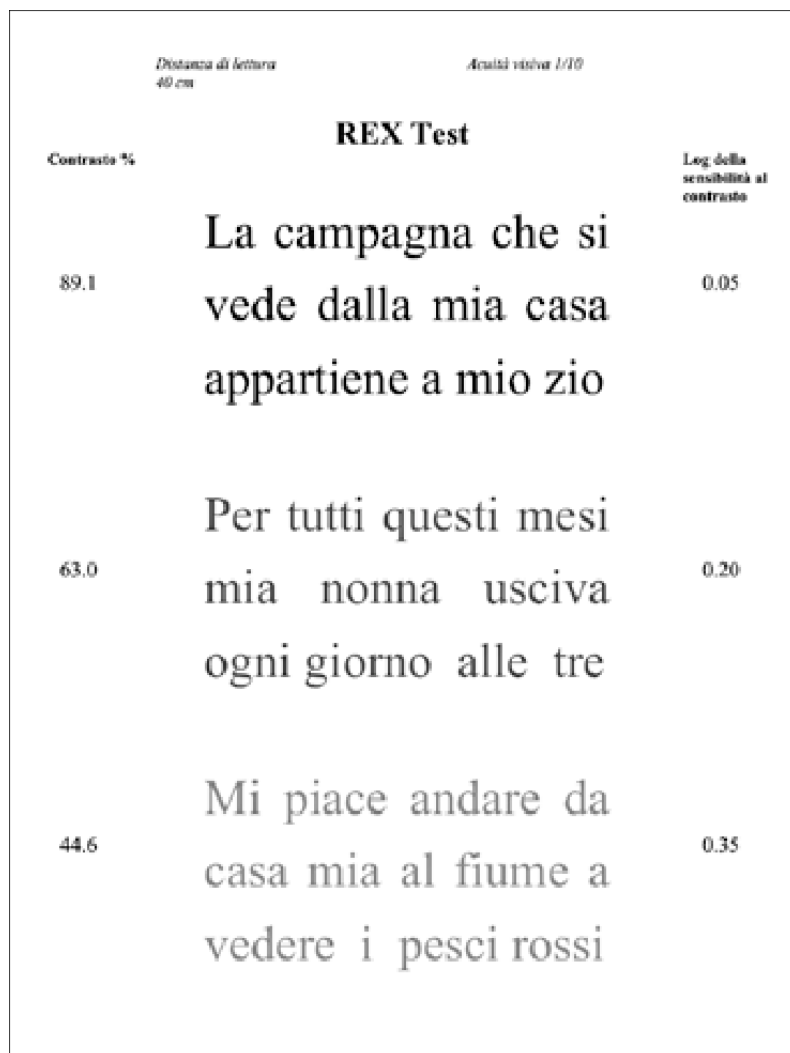 Distanza di lettura
40 cm
Acuità visiva 1/10
REX Test
Contrasto %
Log della
sensibilità al
contrasto
La campagna che si
89.1
0.05
vede dalla mia casa
appartiene a mio zio
Per tutti questi mesi
63.0
0.20
mia nonna usciva
ogni giorno alle tre
Mi piace andare da
44.6
0.35
casa mia al fiume a
vedere i pesci rossi